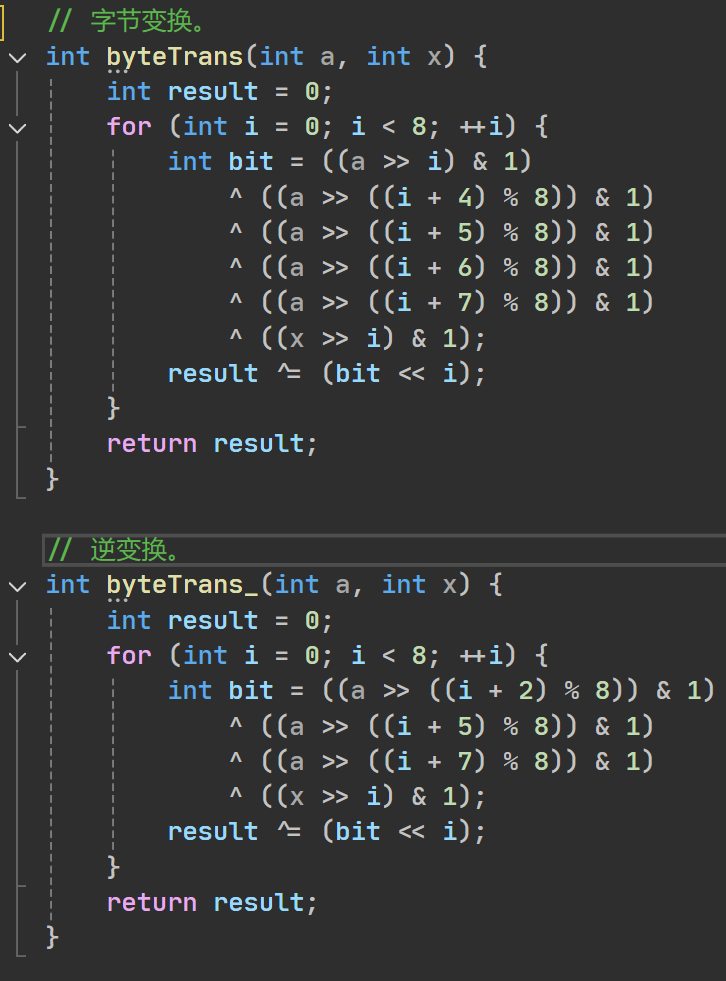 // 字节变换。
int byteTrans(int a, int x) {
    int result = 0;
    for (int i = 0; i < 8; ++i) {
        int bit = ((a >> i) & 1)
            ^ ((a >> ((i + 4) % 8)) & 1)
            ^ ((a >> ((i + 5) % 8)) & 1)
            ^ ((a >> ((i + 6) % 8)) & 1)
            ^ ((a >> ((i + 7) % 8)) & 1)
            ^ ((x >> i) & 1);
        result ^= (bit << i);
    }
    return result;
}
// 逆变换。
int byteTrans_(int a, int x) {
    int result = 0;
    for (int i = 0; i < 8; ++i) {
        int bit = ((a >> ((i + 2) % 8)) & 1)
            ^ ((a >> ((i + 5) % 8)) & 1)
            ^ ((a >> ((i + 7) % 8)) & 1)
            ^ ((x >> i) & 1);
        result ^= (bit << i);
    }
    return result;
}